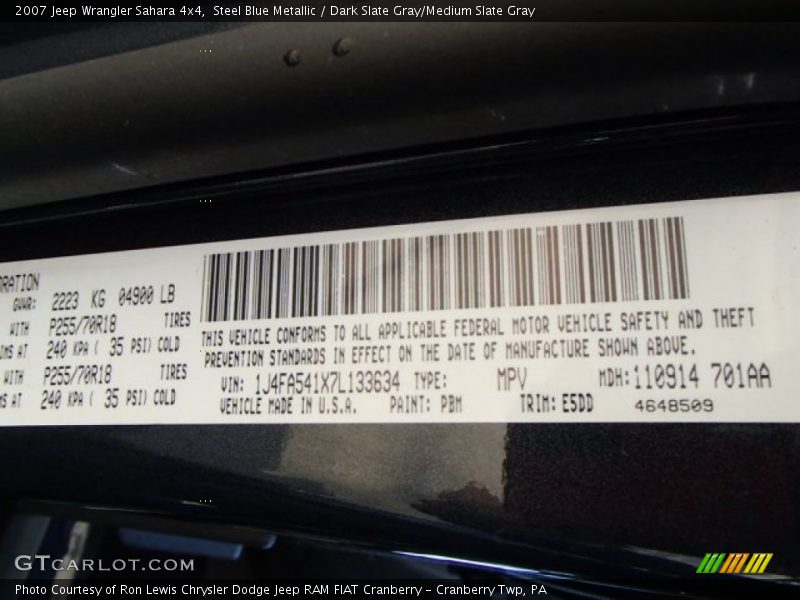 2007 Jeep Wrangler Sahara 4x4,  Steel Blue Metallic / Dark Slate Gray/Medium Slate Gray
GVWR: 2223 KG 04900 LB
WITH P255/70R18 TIRES
AT 240 KPA ( 35 PSI) COLD
WITH P255/70R18 TIRES
AT 240 KPA ( 35 PSI) COLD
THIS VEHICLE CONFORMS TO ALL APPLICABLE FEDERAL MOTOR VEHICLE SAFETY AND THEFT
PREVENTION STANDARDS IN EFFECT ON THE DATE OF MANUFACTURE SHOWN ABOVE.
VIN: 1J4FA541X7L133634 TYPE: MPV MDH: 110914 701AA
VEHICLE MADE IN U.S.A. PAINT: PBM TRIM: E5DD 4648509
GTCARLOT.COM
Photo Courtesy of Ron Lewis Chrysler Dodge Jeep RAM FIAT Cranberry - Cranberry Twp, PA